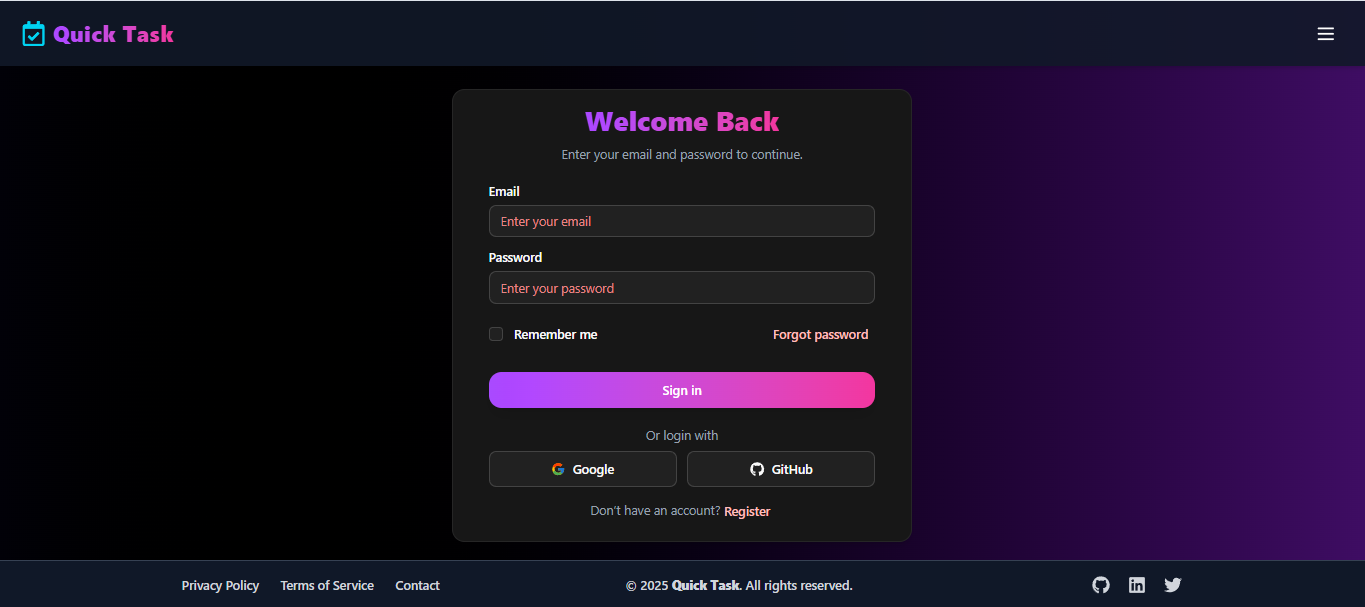 Quick Task
Welcome Back
Enter your email and password to continue.
Email
Enter your email
Password
Enter your password
Remember me Forgot password
Sign in
Or login with
Google GitHub
Don't have an account? Register
Privacy Policy Terms of Service Contact © 2025 Quick Task. All rights reserved.